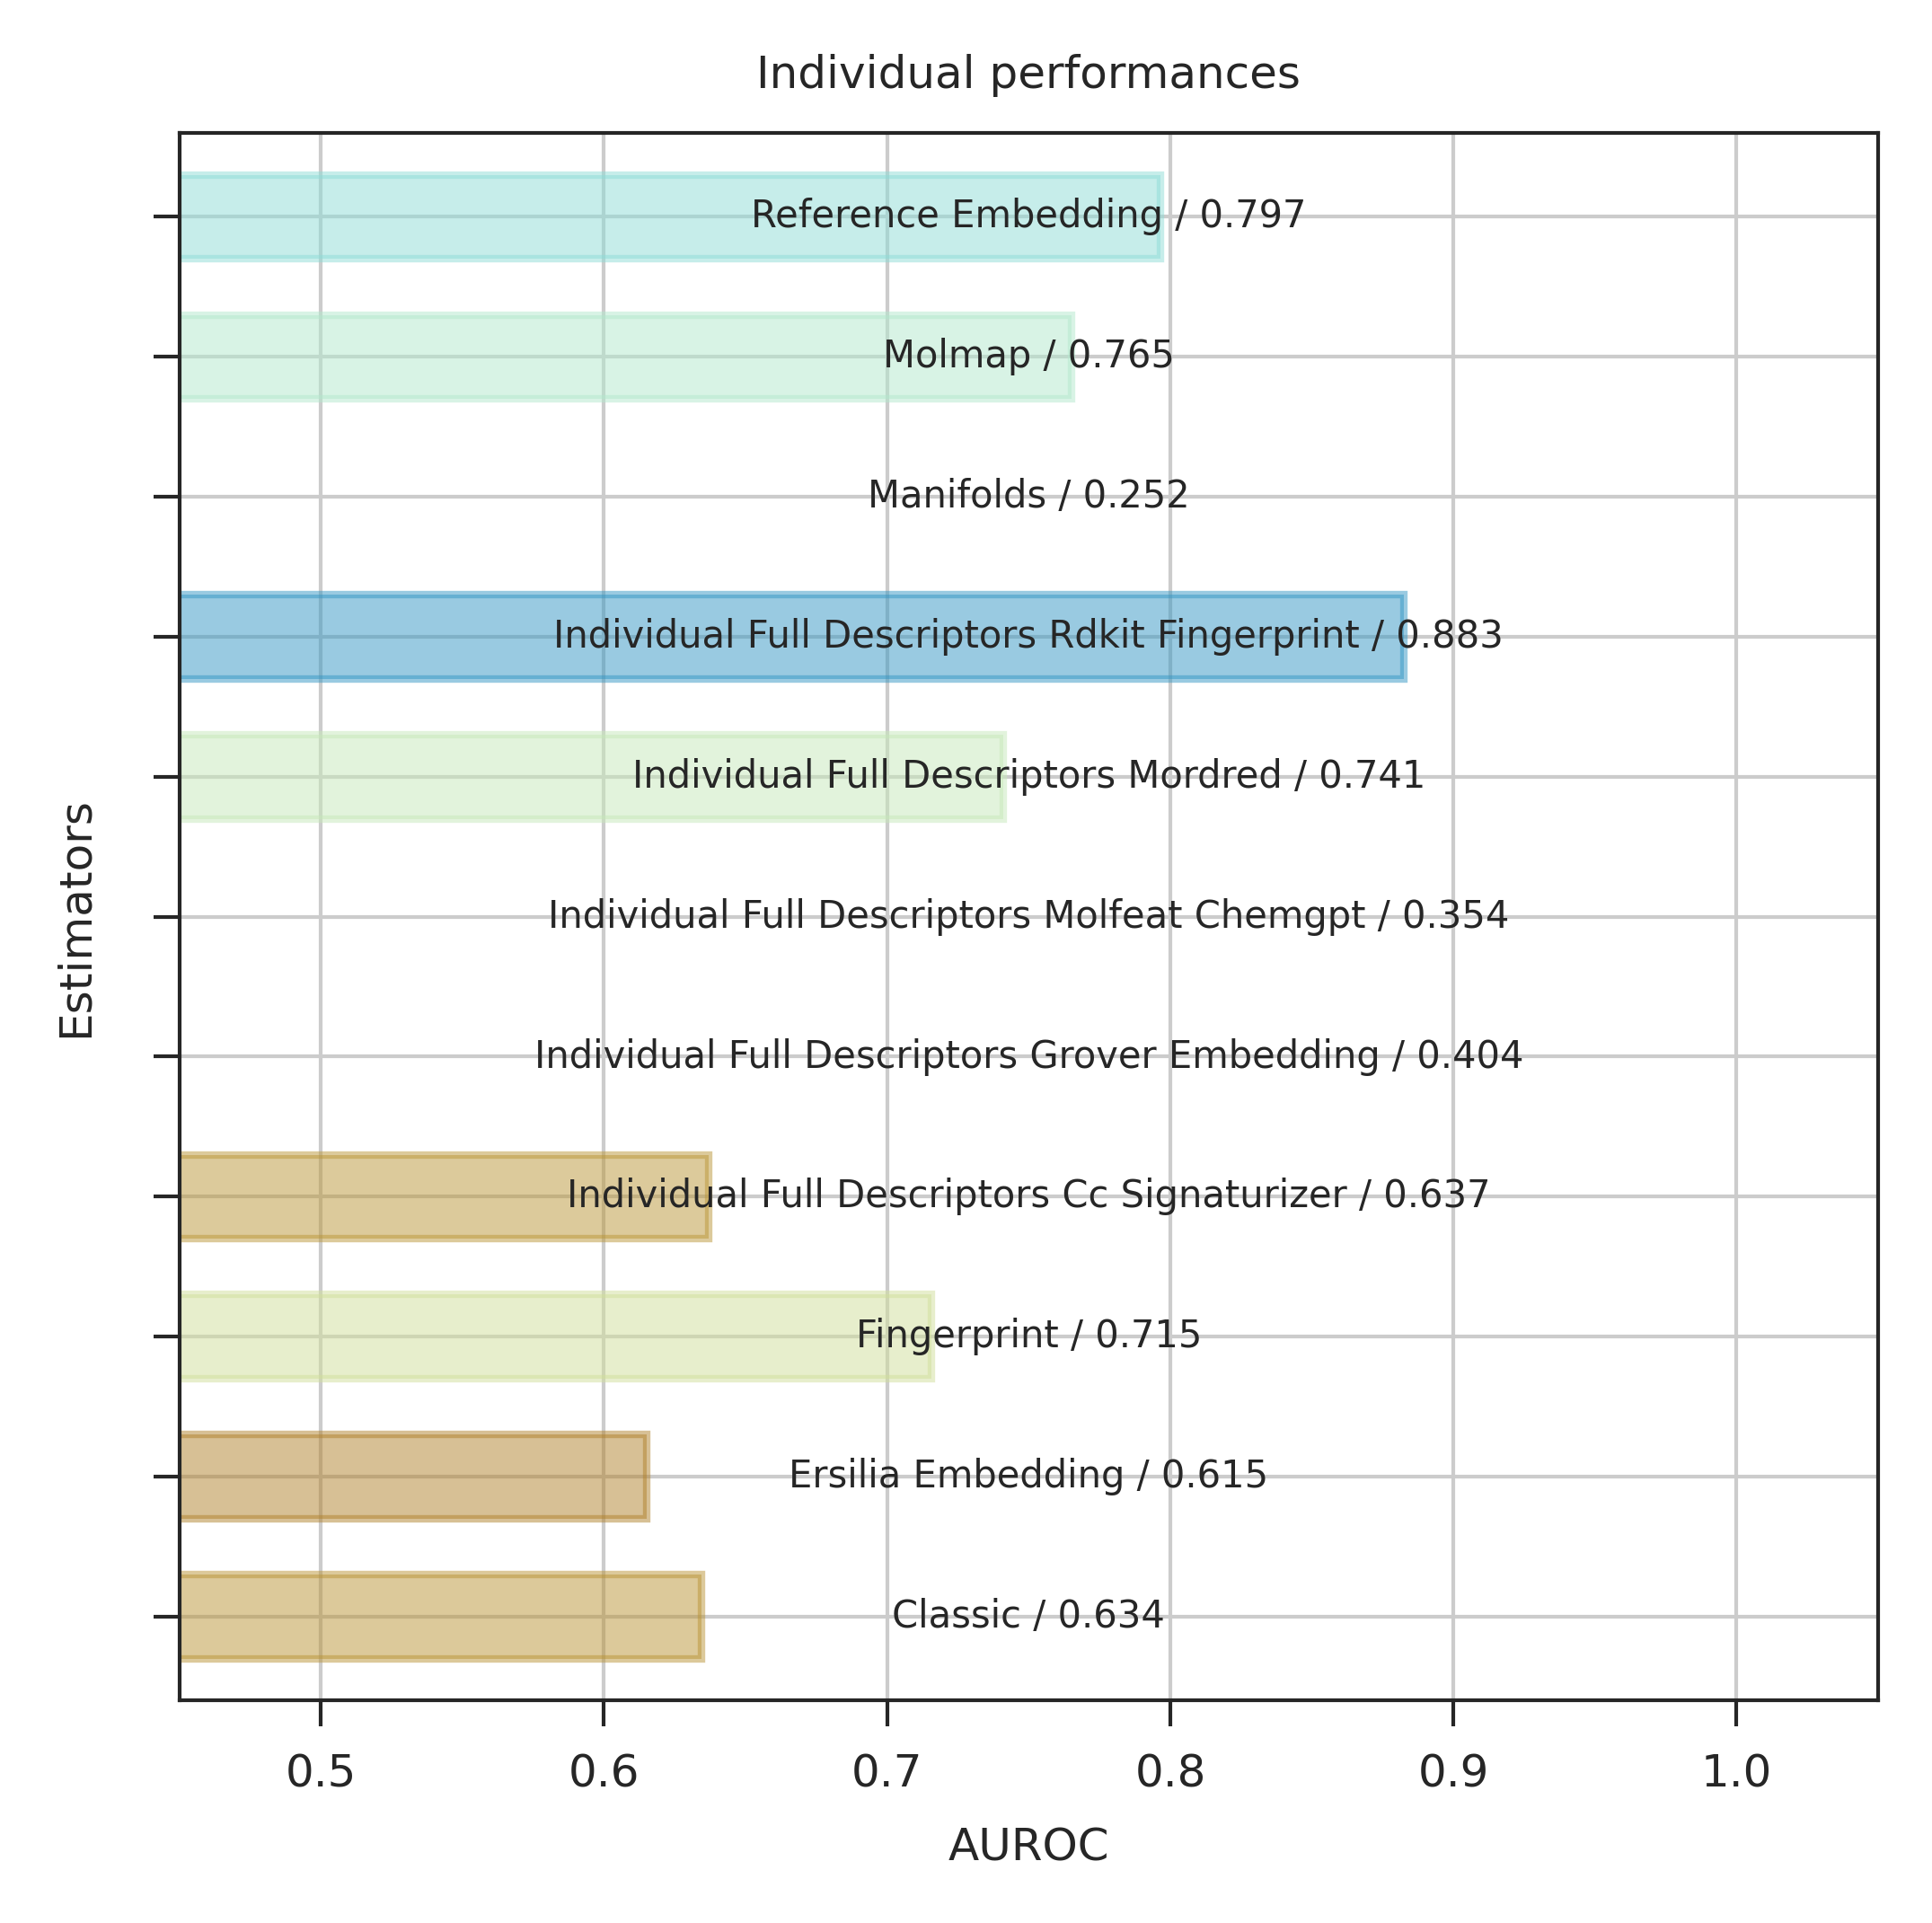 Individual performances
Reference Embedding / 0.797
Molmap / 0.765
Manifolds / 0.252
Individual Full Descriptors Rdkit Fingerprint / 0.883
Individual Full Descriptors Mordred / 0.741
Individual Full Descriptors Molfeat Chemgpt / 0.354
Individual Full Descriptors Grover Embedding / 0.404
Individual Full Descriptors Cc Signaturizer / 0.637
Fingerprint / 0.715
Ersilia Embedding / 0.615
Classic / 0.634
Estimators
0.5 0.6 0.7 0.8 0.9 1.0
AUROC